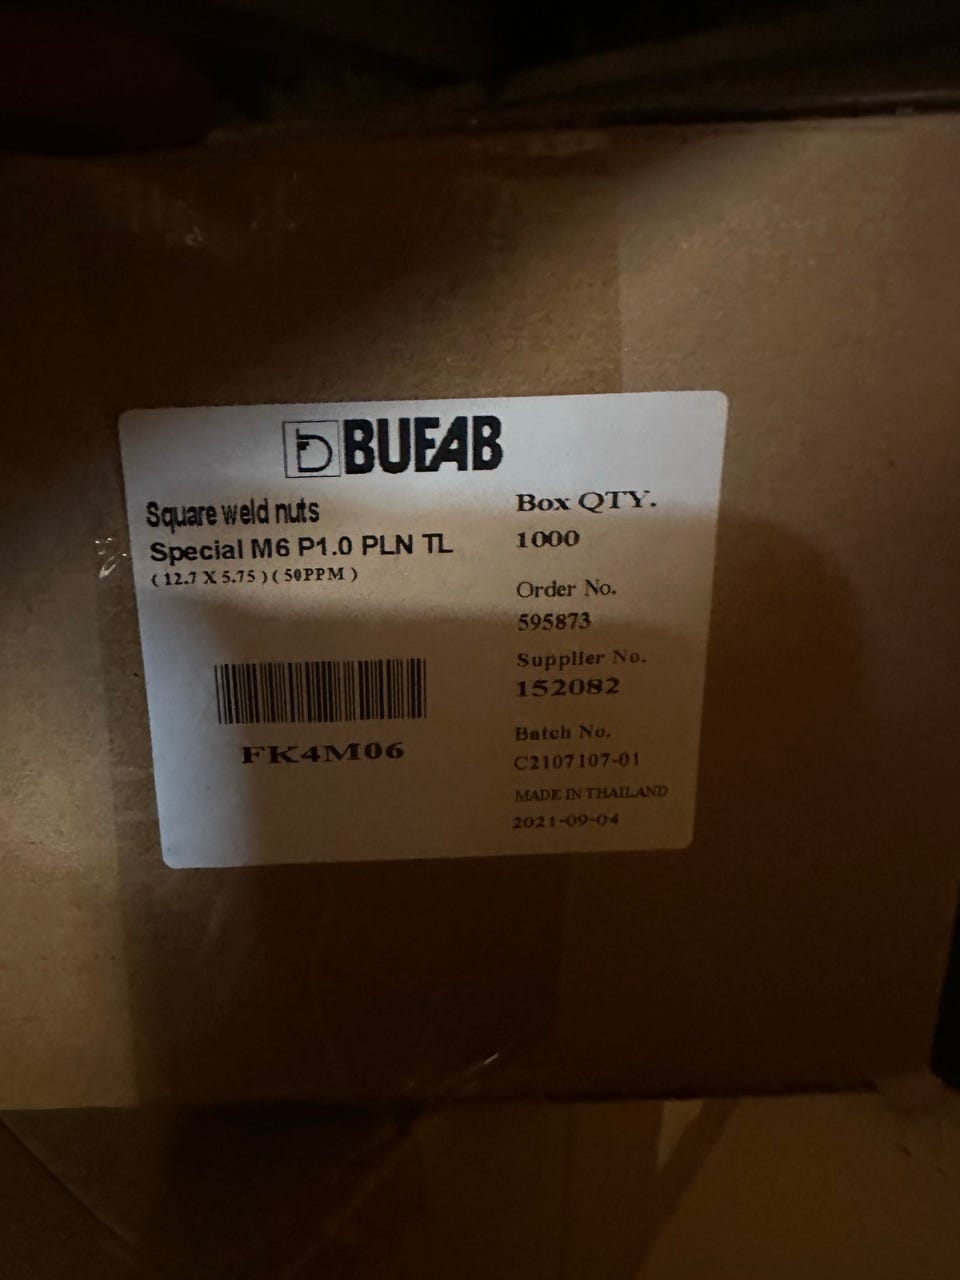 BUFAB
Square weld nuts
Special M6 P1.0 PLN TL
( 12.7 X 5.75 ) ( 50PPM )
FK4M06
Box QTY.
1000
Order No.
595873
Supplier No.
152082
Batch No.
C2107107-01
MADE IN THAILAND
2021-09-04